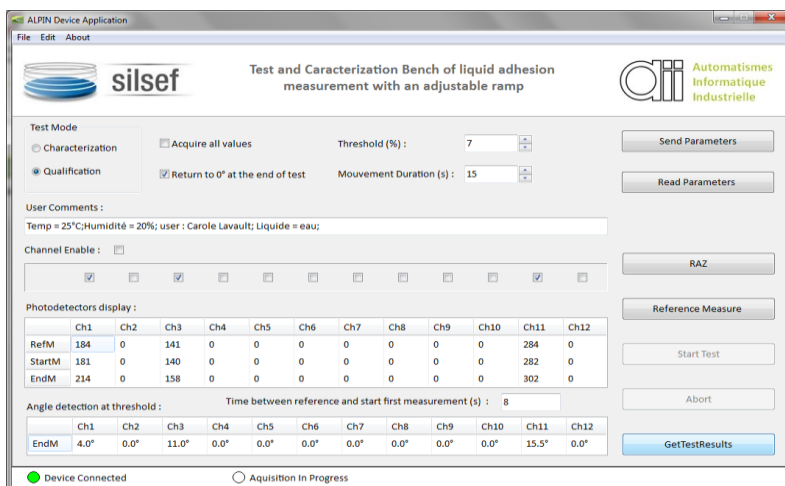 ALPIN Device Application
File Edit About
silsef
Test and Caracterization Bench of liquid adhesion
measurement with an adjustable ramp
aii
Automatismes
Informatique
Industrielle
Test Mode
Characterization
Qualification
Acquire all values
Return to 0° at the end of test
Threshold (%) : 7
Mouvement Duration (s) : 15
Send Parameters
Read Parameters
User Comments :
Temp = 25°C;Humidité = 20%; user : Carole Lavault; Liquide = eau;
Channel Enable :
RAZ
Photodetectors display :
Reference Measure
Ch1 Ch2 Ch3 Ch4 Ch5 Ch6 Ch7 Ch8 Ch9 Ch10 Ch11 Ch12
RefM 184 0 141 0 0 0 0 0 0 0 284 0
StartM 181 0 140 0 0 0 0 0 0 0 282 0
EndM 214 0 158 0 0 0 0 0 0 0 302 0
Start Test
Angle detection at threshold :
Time between reference and start first measurement (s) : 8
Abort
Ch1 Ch2 Ch3 Ch4 Ch5 Ch6 Ch7 Ch8 Ch9 Ch10 Ch11 Ch12
EndM 4.0° 0.0° 11.0° 0.0° 0.0° 0.0° 0.0° 0.0° 0.0° 0.0° 15.5° 0.0°
GetTestResults
Device Connected
Aquisition In Progress